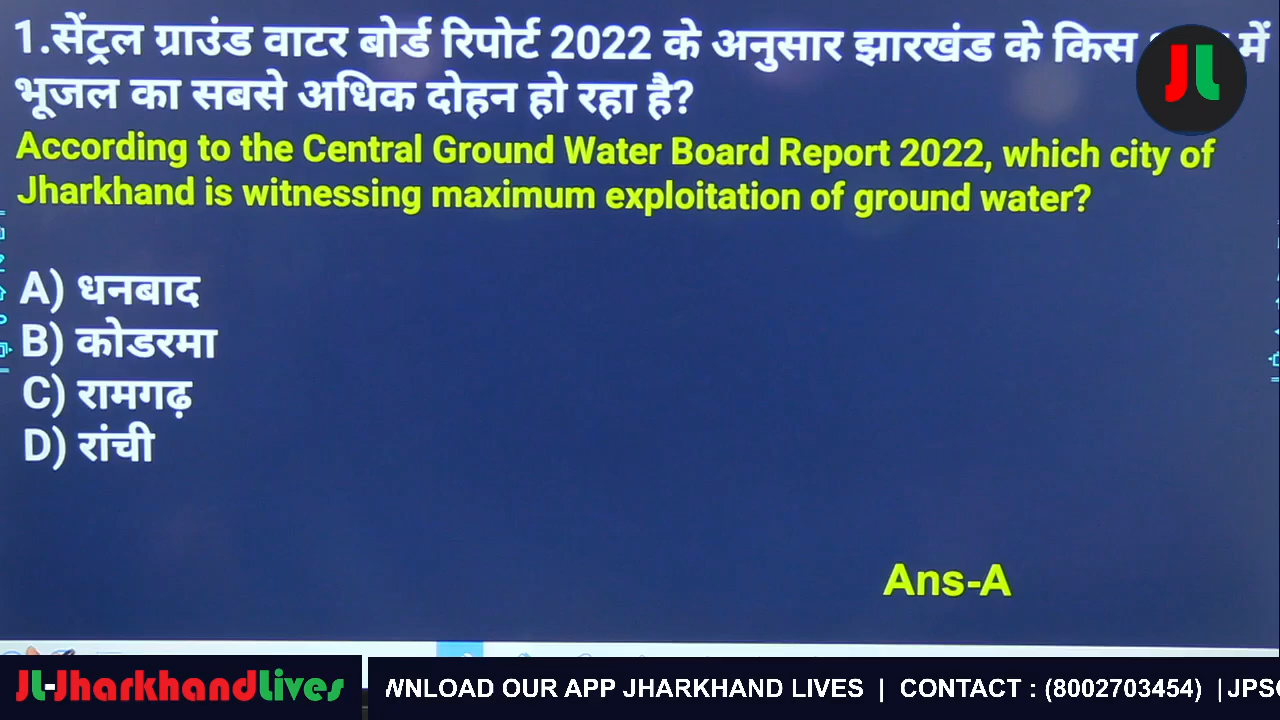 1.सेंट्रल ग्राउंड वाटर बोर्ड रिपोर्ट 2022 के अनुसार झारखंड के किस में
भूजल का सबसे अधिक दोहन हो रहा है?
According to the Central Ground Water Board Report 2022, which city of
Jharkhand is witnessing maximum exploitation of ground water?
A) धनबाद
B) कोडरमा
C) रामगढ़
D) रांची
Ans-A
JL
JL-JharkhandLives
WNLOAD OUR APP JHARKHAND LIVES | CONTACT : (8002703454) | JPS